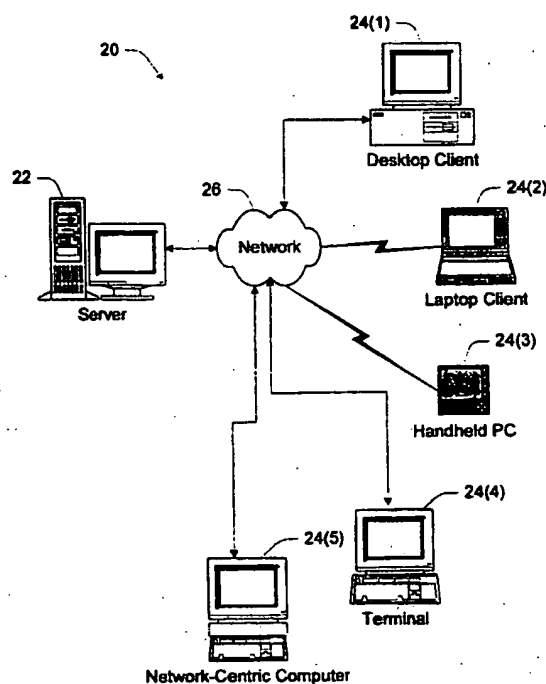 20
24(1)
Desktop Client
22
26
24(2)
Network
Laptop Client
Server
24(3)
Handheld PC
24(4)
24(5)
Terminal
Network-Centric Computer